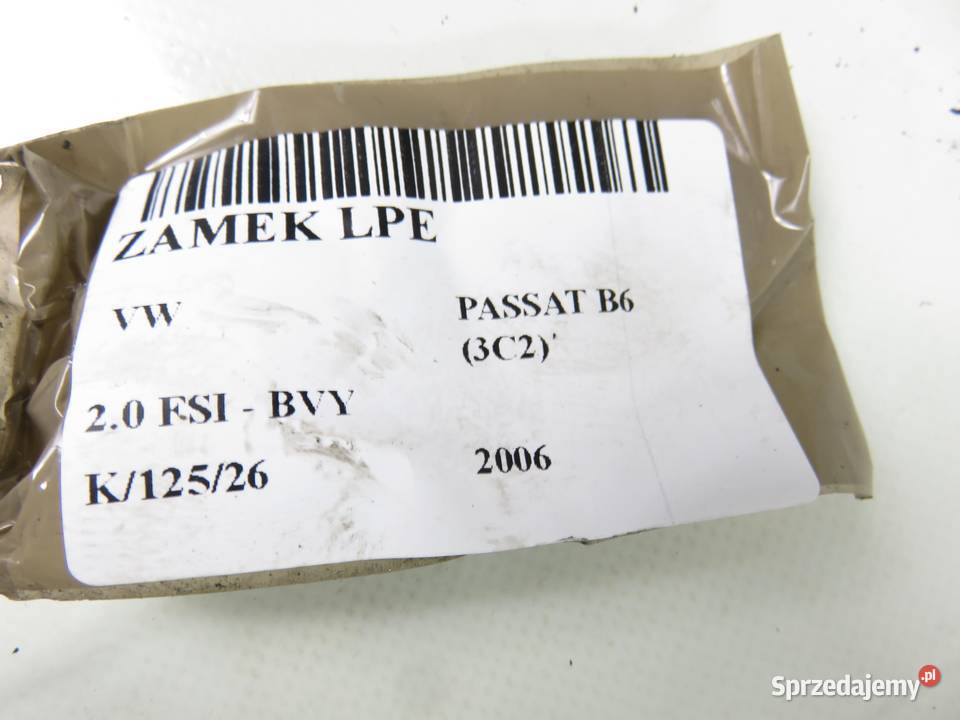 ZAMEK LPE
VW PASSAT B6
(3C2)'
2.0 FSI - BVY
K/125/26 2006
Sprzedajemy.pl